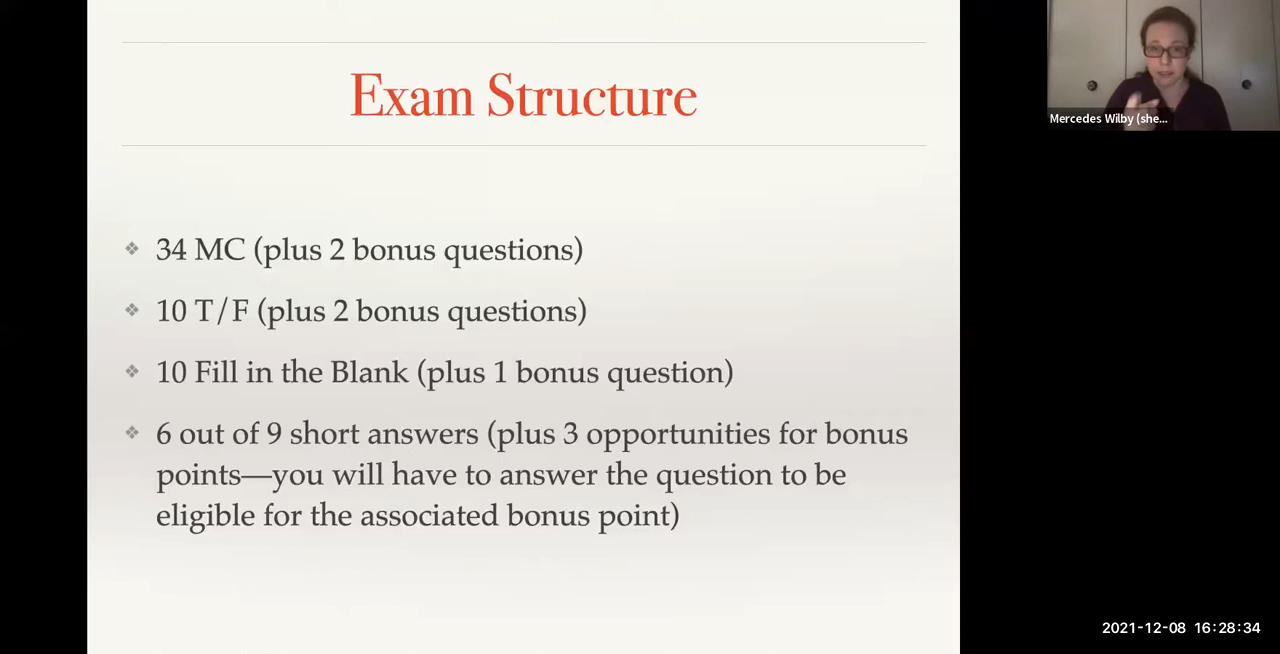 Exam Structure
34 MC (plus 2 bonus questions)
10 T/F (plus 2 bonus questions)
10 Fill in the Blank (plus 1 bonus question)
6 out of 9 short answers (plus 3 opportunities for bonus
points—you will have to answer the question to be
eligible for the associated bonus point)
Mercedes Wilby (she...
2021-12-08 16:28:34